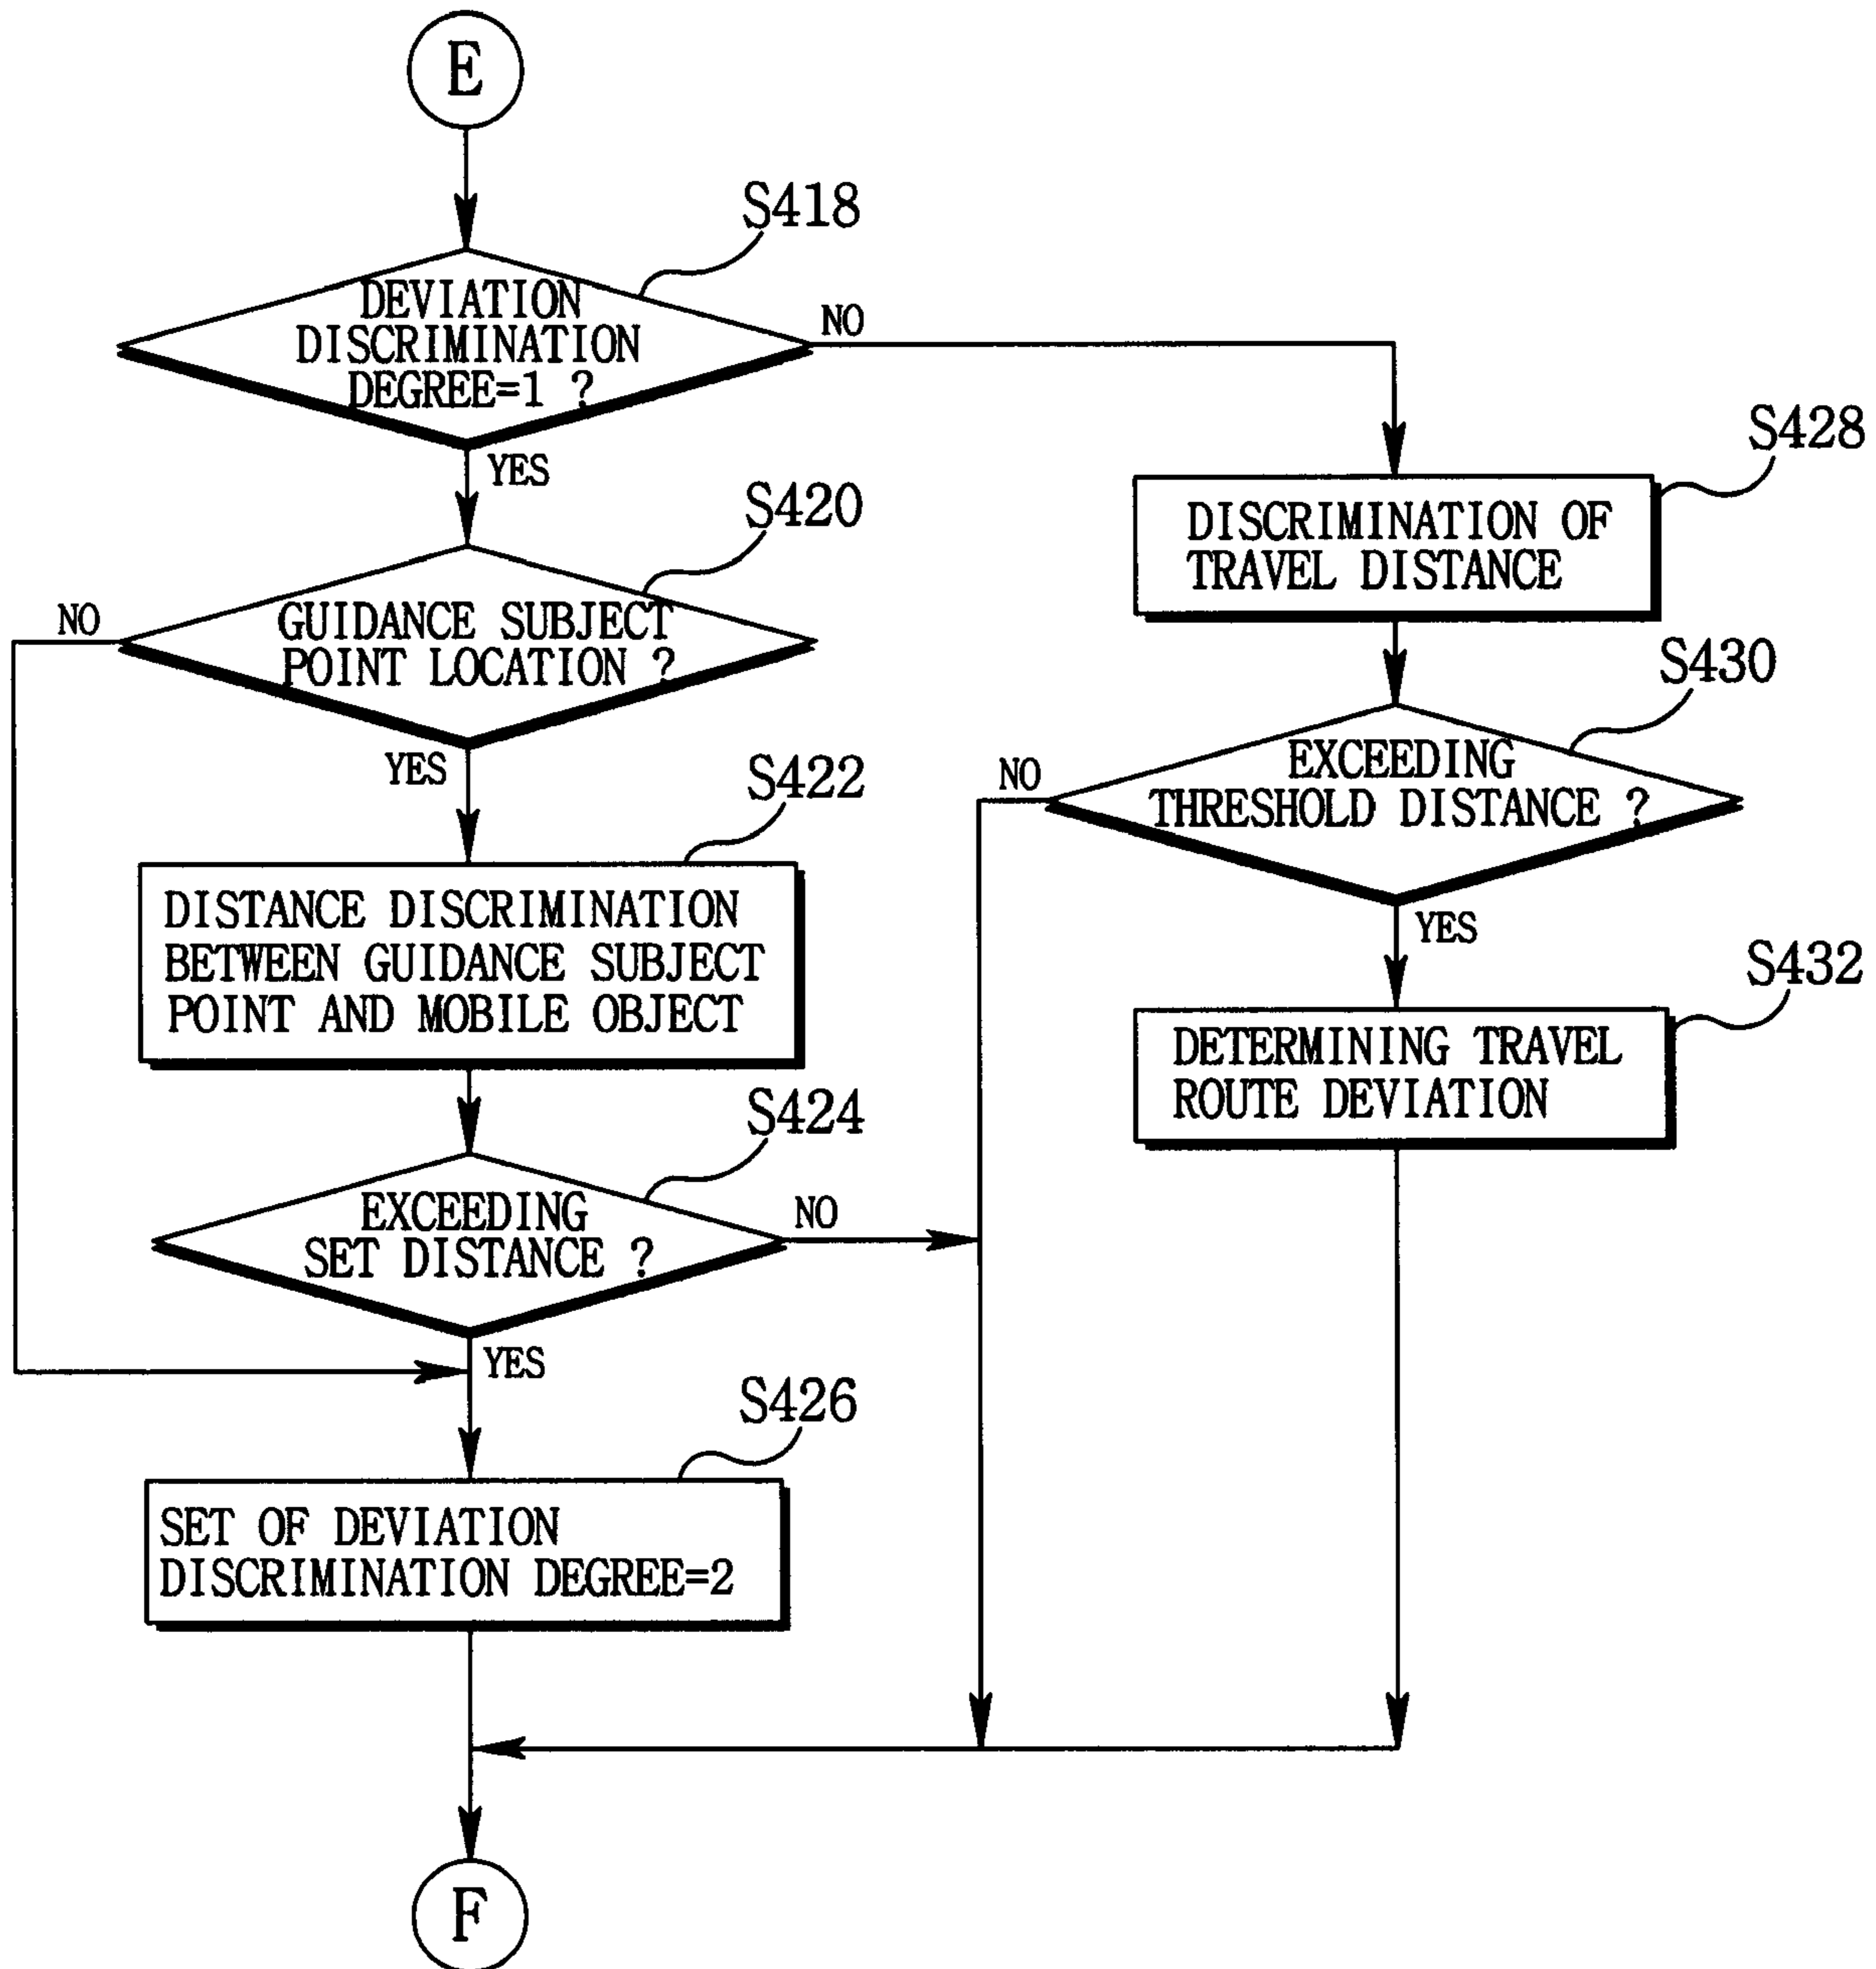 E
S418
DEVIATION
DISCRIMINATION
DEGREE=1 ?
NO
YES
S420
GUIDANCE SUBJECT
POINT LOCATION ?
NO
YES
S422
DISTANCE DISCRIMINATION
BETWEEN GUIDANCE SUBJECT
POINT AND MOBILE OBJECT
S424
EXCEEDING
SET DISTANCE ?
NO
YES
S426
SET OF DEVIATION
DISCRIMINATION DEGREE=2
S428
DISCRIMINATION OF
TRAVEL DISTANCE
S430
EXCEEDING
THRESHOLD DISTANCE ?
NO
YES
S432
DETERMINING TRAVEL
ROUTE DEVIATION
F